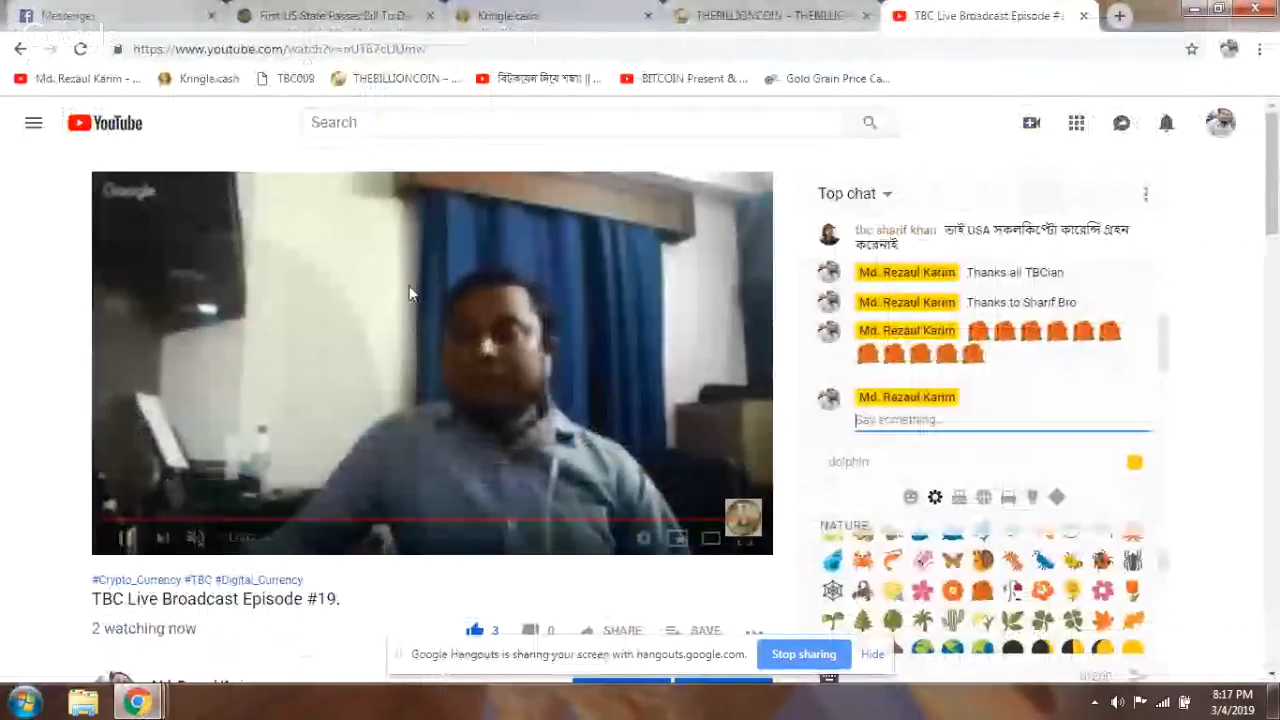 Messenger
First US State Passes Bill To D
Kringle.cash
THEBILLIONCOIN – THEBILLIC
TBC Live Broadcast Episode #1
https://www.youtube.com/watch?v=
Md. Rezaul Karim - ...
Kringle.cash
TBC009
THEBILLIONCOIN – ...
বিটকয়েন নিয়ে শঙ্কা || ...
BITCOIN Present & ...
Gold Grain Price Ca...
YouTube
Search
Google
Top chat
the sharif khan ভাই USA সকলকিপ্টো কারেন্সি গ্রহন
করেনাই
Md. Rezaul Karim Thanks all TBCian
Md. Rezaul Karim Thanks to Sharif Bro
Md. Rezaul Karim
Md. Rezaul Karim
Say something...
dolphin
NATURE
#Crypto_Currency #TBC #Digital_Currency
TBC Live Broadcast Episode #19.
2 watching now
3
0
SHARE
SAVE
Google Hangouts is sharing your screen with hangouts.google.com.
Stop sharing
Hide
8:17 PM
3/4/2019